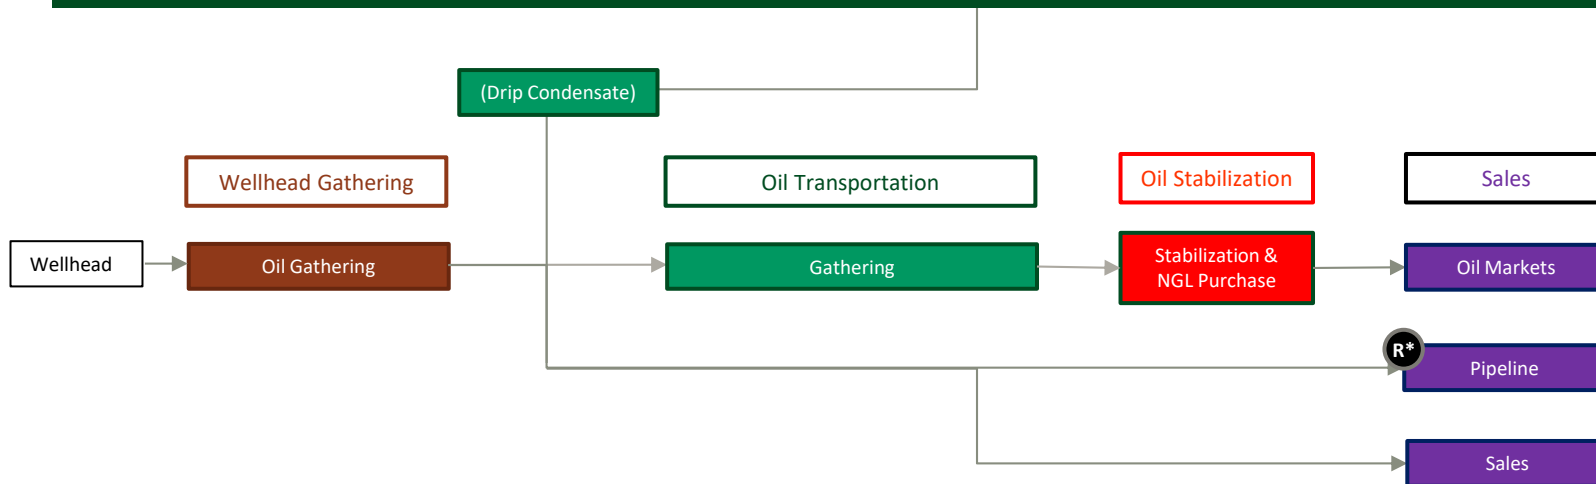 (Drip Condensate)
Wellhead Gathering
Oil Transportation
Oil Stabilization
Sales
Wellhead
Oil Gathering
Gathering
Stabilization &
NGL Purchase
Oil Markets
R*
Pipeline
Sales